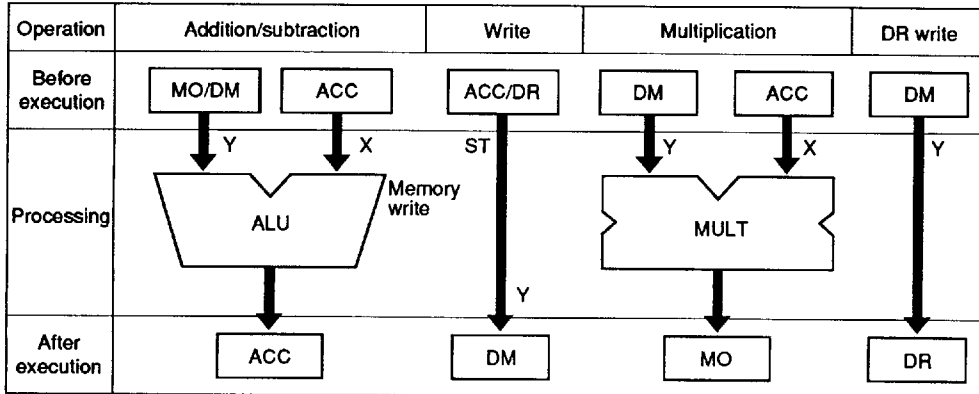 Operation Addition/subtraction Write Multiplication DR write
Before execution MO/DM ACC ACC/DR DM ACC DM
Y X ST Y X Y
Processing ALU Memory write MULT
Y
After execution ACC DM MO DR